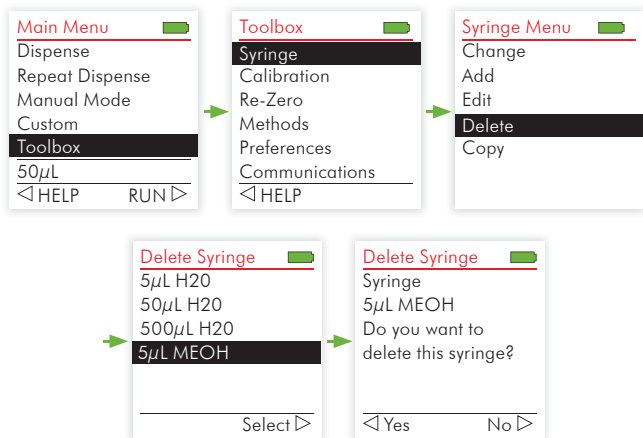 Main Menu
Dispense
Repeat Dispense
Manual Mode
Custom
Toolbox
50μL
◁ HELP RUN ▷
Toolbox
Syringe
Calibration
Re-Zero
Methods
Preferences
Communications
◁ HELP
Syringe Menu
Change
Add
Edit
Delete
Copy
Delete Syringe
5μL H20
50μL H20
500μL H20
5μL MEOH
Select ▷
Delete Syringe
Syringe
5μL MEOH
Do you want to
delete this syringe?
◁ Yes No ▷